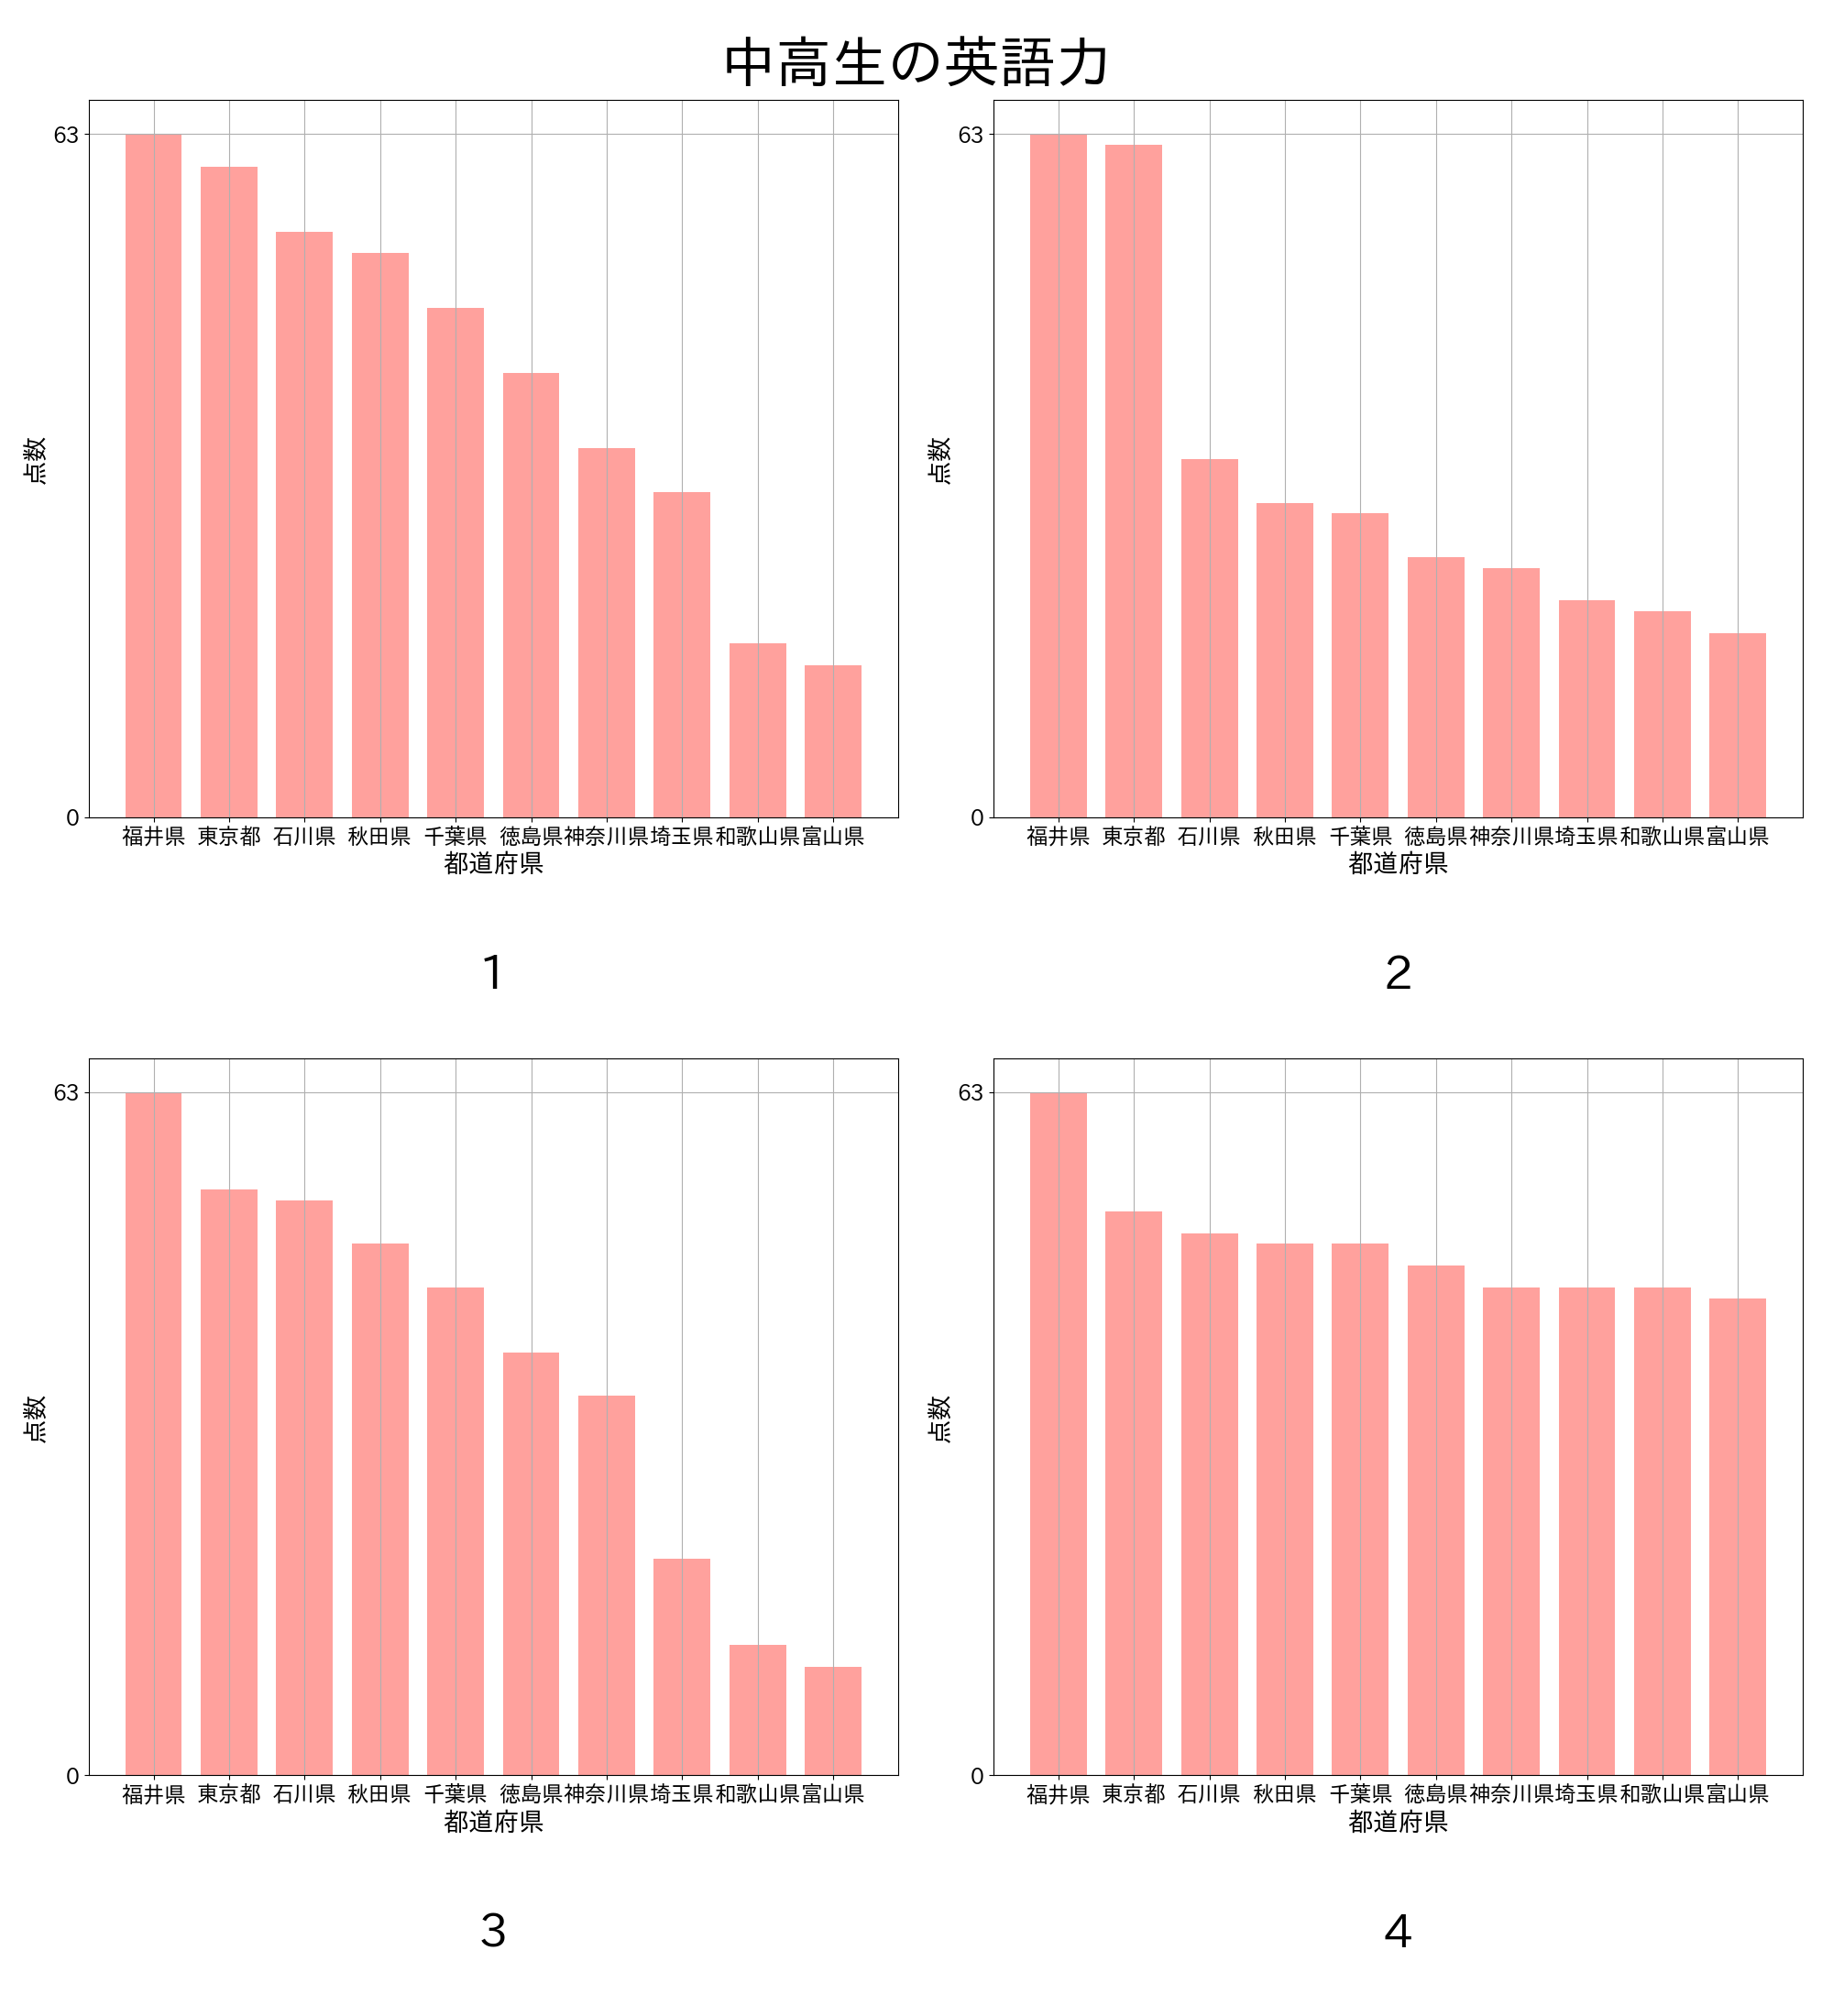 中高生の英語力
63
0
点数
福井県 東京都 石川県 秋田県 千葉県 徳島県 神奈川県 埼玉県 和歌山県 富山県
都道府県
1
63
0
点数
福井県 東京都 石川県 秋田県 千葉県 徳島県 神奈川県 埼玉県 和歌山県 富山県
都道府県
2
63
0
点数
福井県 東京都 石川県 秋田県 千葉県 徳島県 神奈川県 埼玉県 和歌山県 富山県
都道府県
3
63
0
点数
福井県 東京都 石川県 秋田県 千葉県 徳島県 神奈川県 埼玉県 和歌山県 富山県
都道府県
4